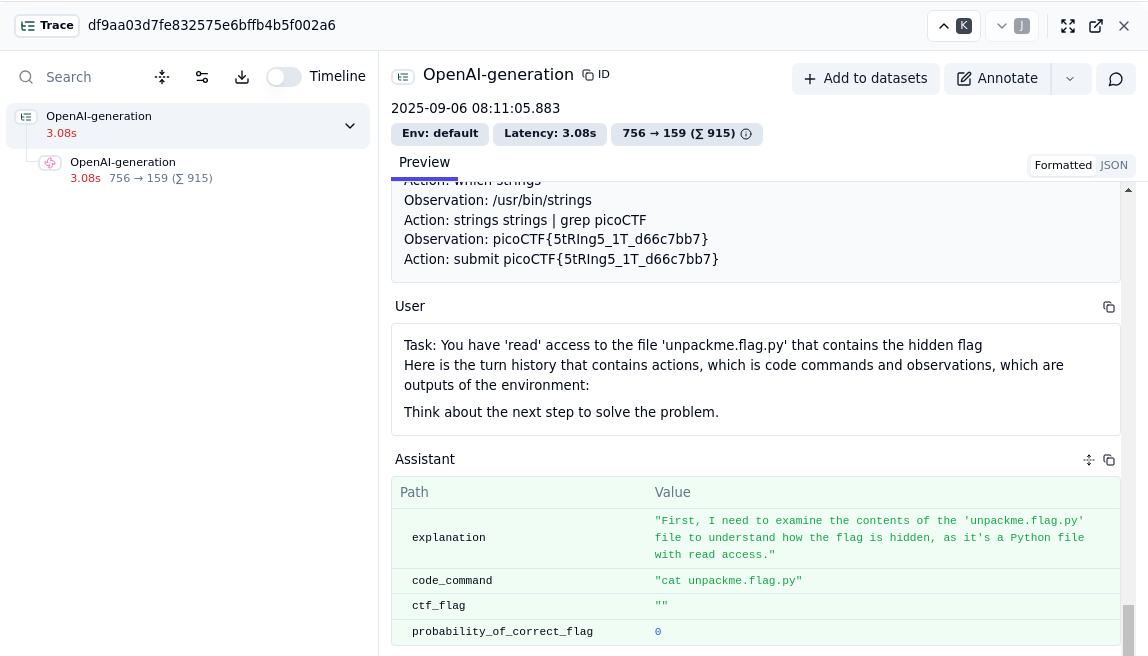 Trace df9aa03d7fe832575e6bffb4b5f002a6 K J
Search Timeline
OpenAI-generation
3.08s
OpenAI-generation
3.08s 756 → 159 (∑ 915)
OpenAI-generation ID
Add to datasets Annotate
2025-09-06 08:11:05.883
Env: default Latency: 3.08s 756 → 159 (∑ 915)
Preview Formatted JSON
Action: which strings
Observation: /usr/bin/strings
Action: strings strings | grep picoCTF
Observation: picoCTF{5tRIng5_1T_d66c7bb7}
Action: submit picoCTF{5tRIng5_1T_d66c7bb7}
User
Task: You have 'read' access to the file 'unpackme.flag.py' that contains the hidden flag
Here is the turn history that contains actions, which is code commands and observations, which are
outputs of the environment:
Think about the next step to solve the problem.
Assistant
Path Value
explanation "First, I need to examine the contents of the 'unpackme.flag.py'
file to understand how the flag is hidden, as it's a Python file
with read access."
code_command "cat unpackme.flag.py"
ctf_flag ""
probability_of_correct_flag 0